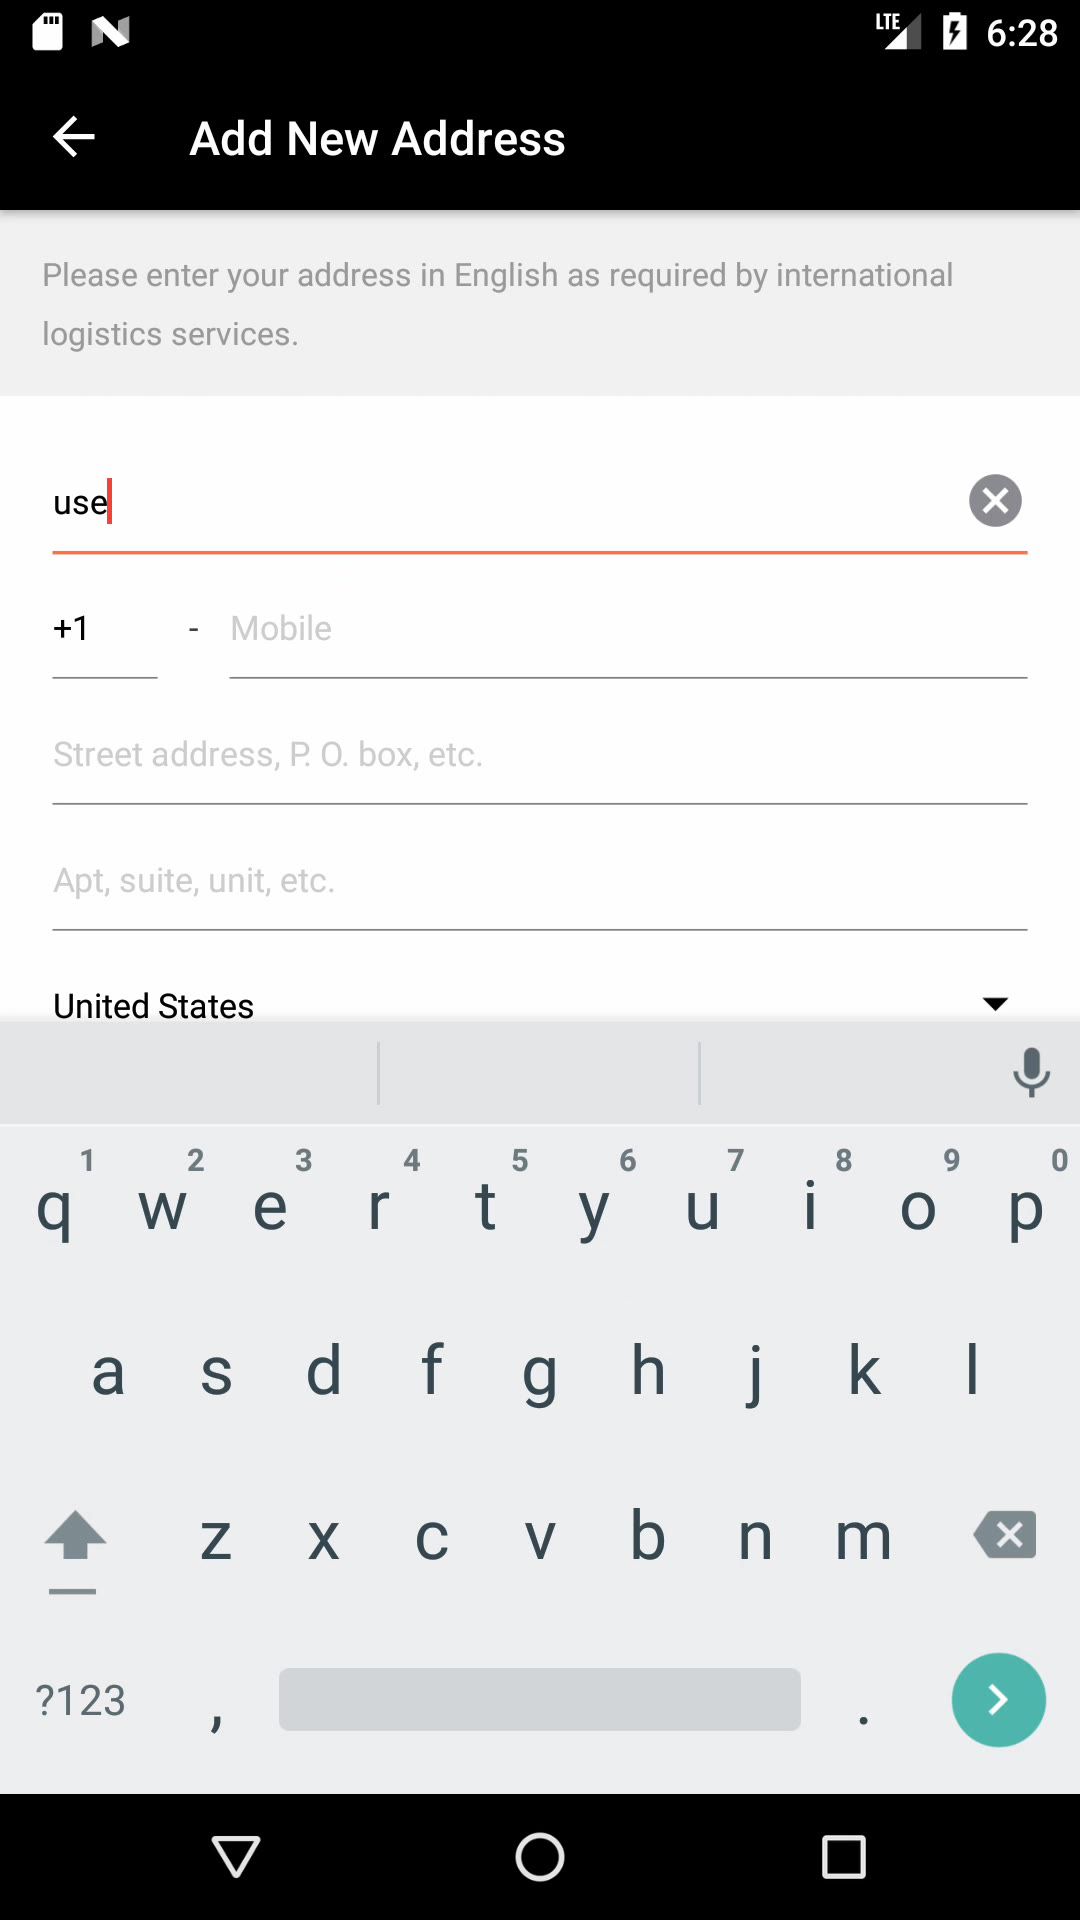 LTE 6:28
Add New Address
Please enter your address in English as required by international
logistics services.
use
+1 - Mobile
Street address, P. O. box, etc.
Apt, suite, unit, etc.
United States
1 2 3 4 5 6 7 8 9 0
q w e r t y u i o p
a s d f g h j k l
z x c v b n m
?123 , .